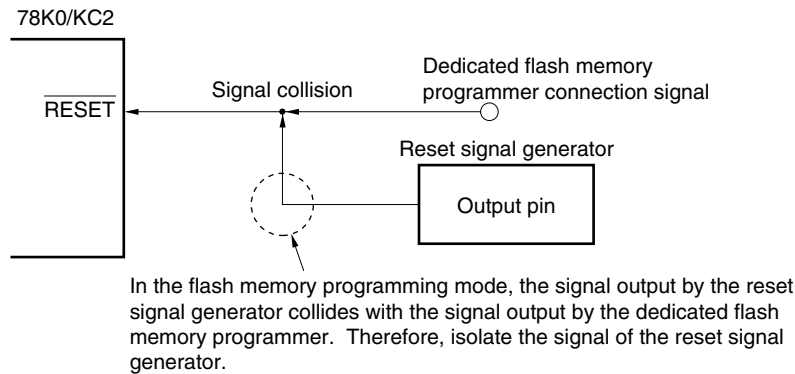 78K0/KC2
Signal collision
Dedicated flash memory
programmer connection signal
RESET
Reset signal generator
Output pin
In the flash memory programming mode, the signal output by the reset
signal generator collides with the signal output by the dedicated flash
memory programmer. Therefore, isolate the signal of the reset signal
generator.